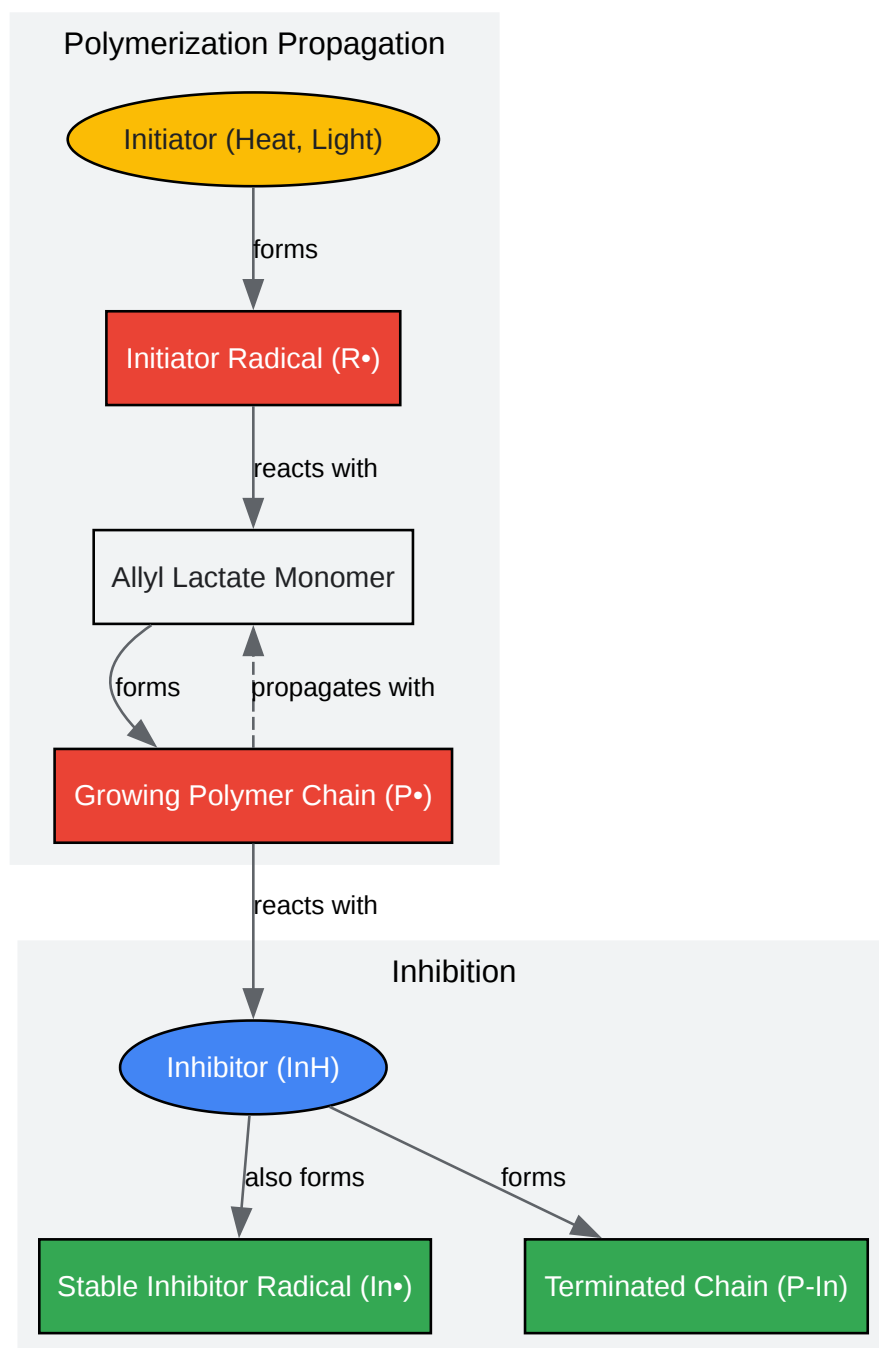 Polymerization Propagation
Initiator (Heat, Light)
forms
Initiator Radical (R•)
reacts with
Allyl Lactate Monomer
forms
propagates with
Growing Polymer Chain (P•)
reacts with
Inhibition
Inhibitor (InH)
also forms
forms
Stable Inhibitor Radical (In•)
Terminated Chain (P-In)